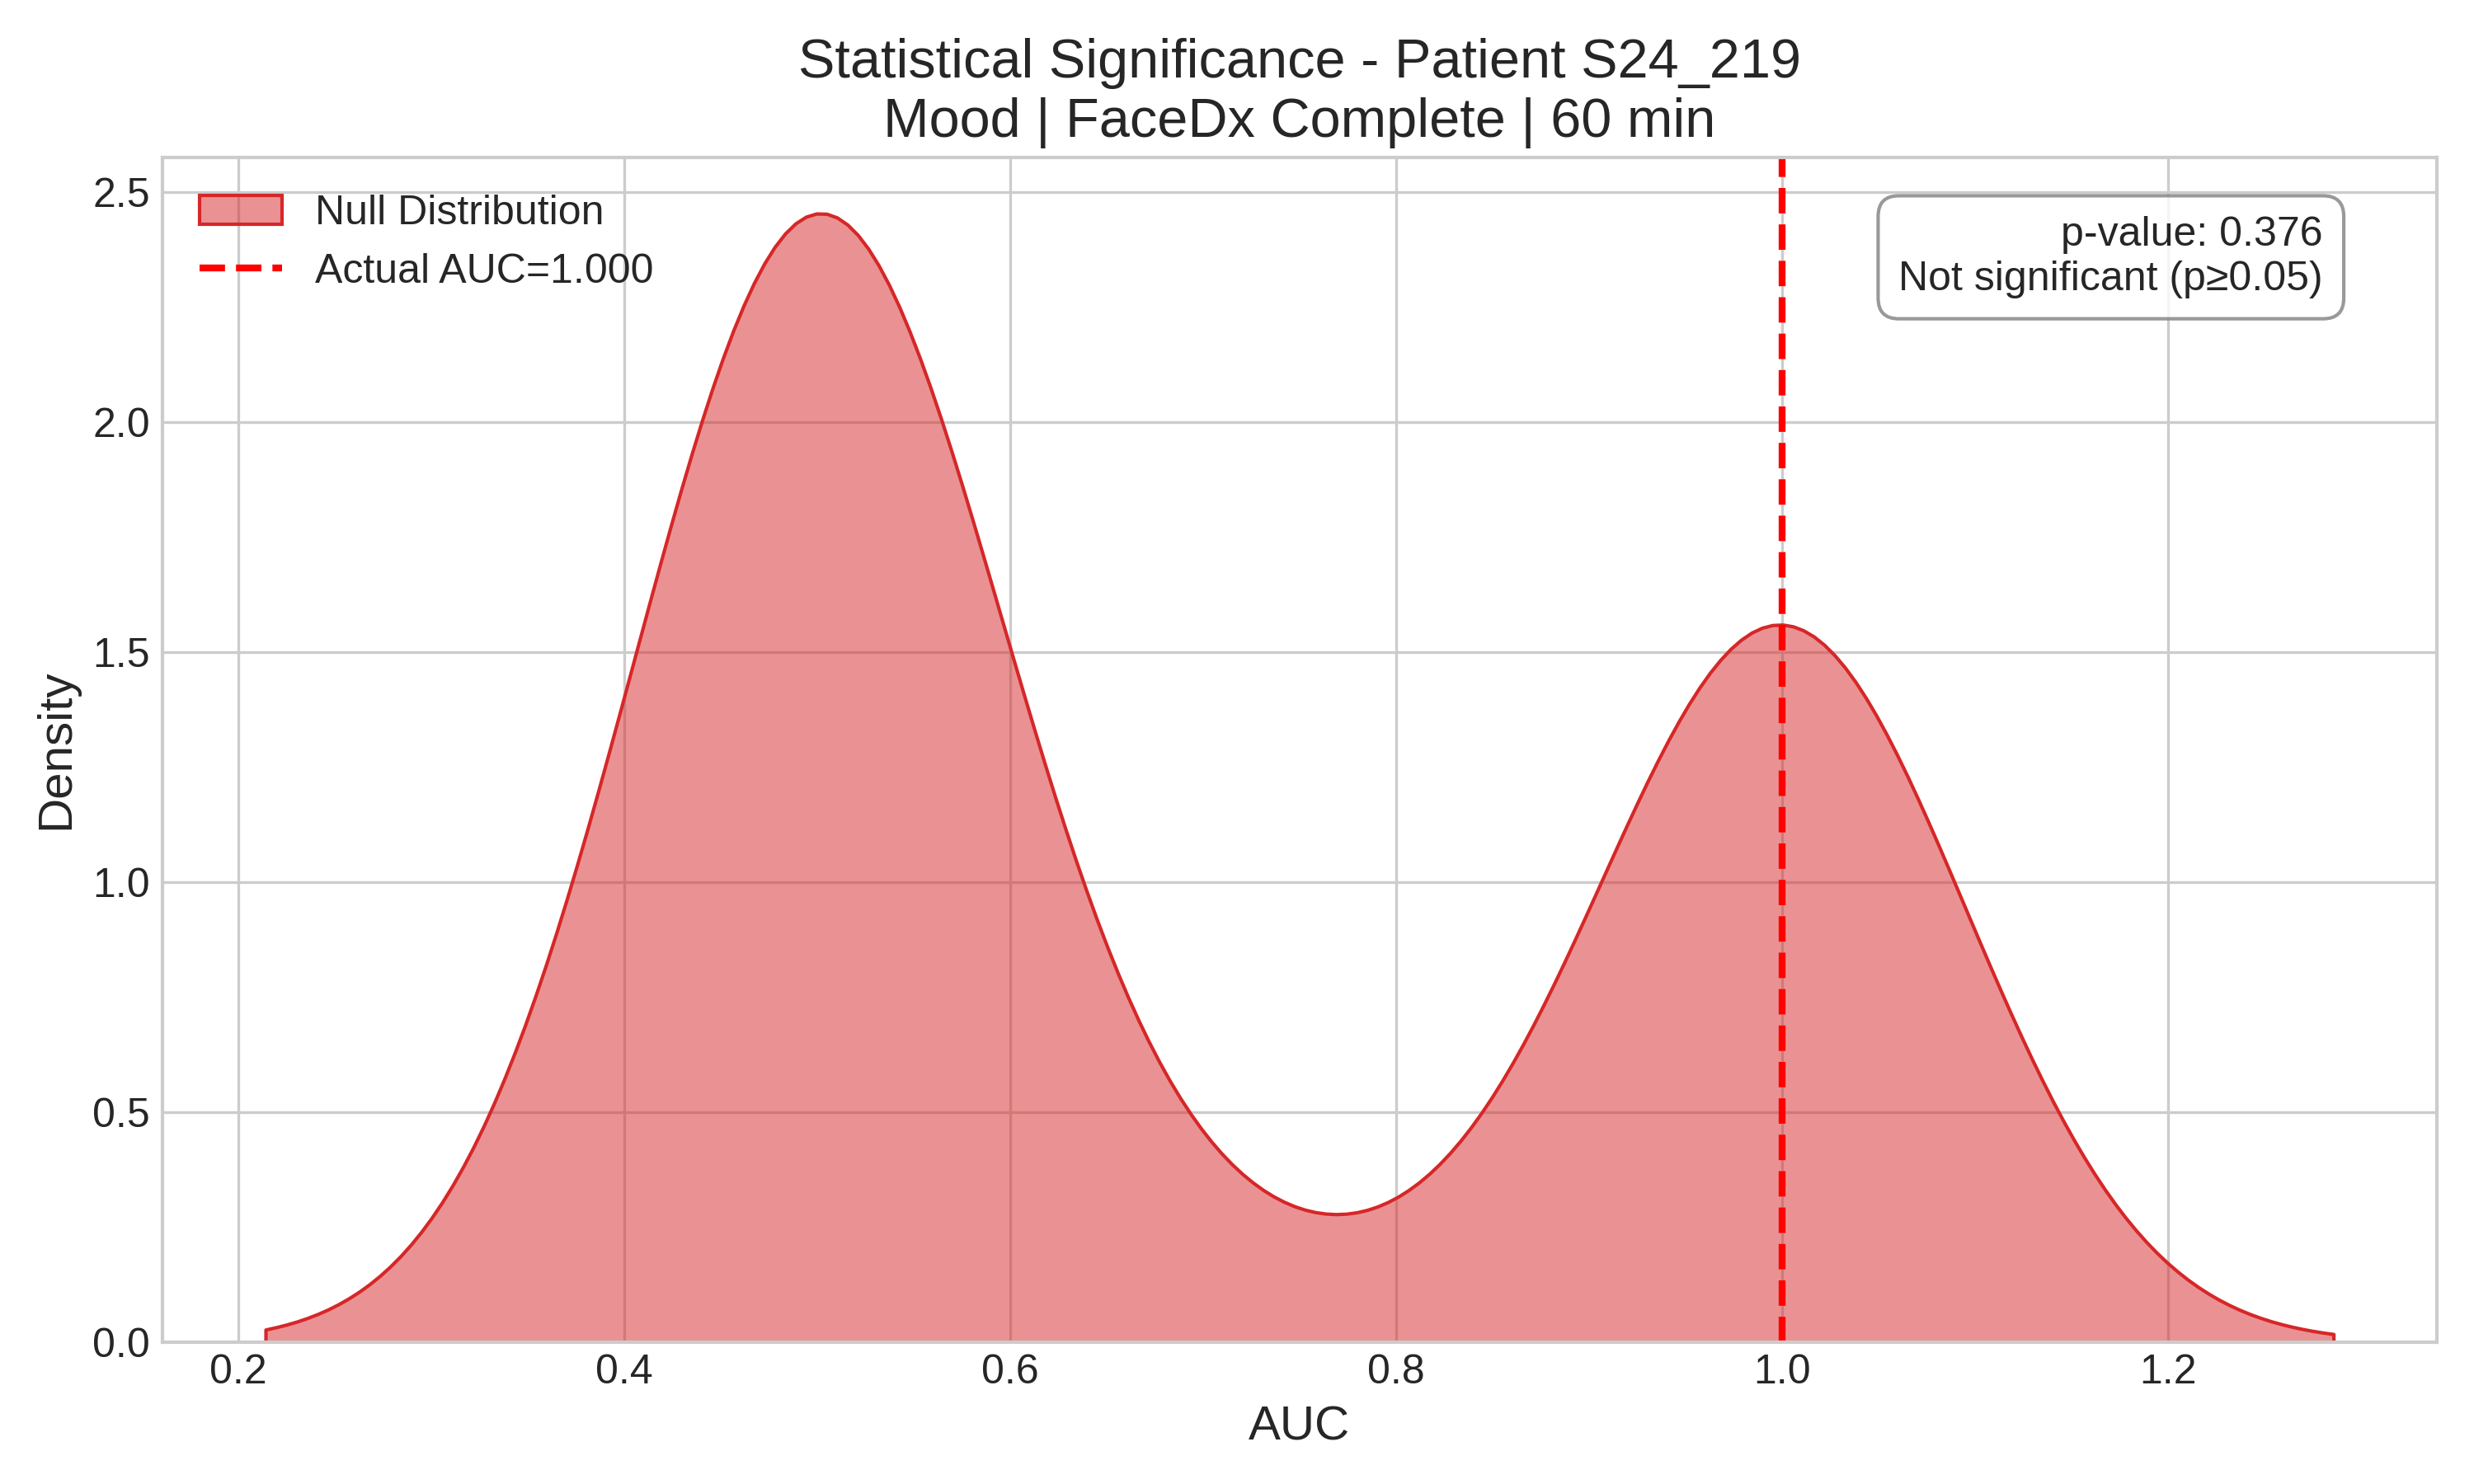 Statistical Significance - Patient S24_219
Mood | FaceDx Complete | 60 min
Null Distribution
Actual AUC=1.000
p-value: 0.376
Not significant (p≥0.05)
Density
2.5
2.0
1.5
1.0
0.5
0.0
0.2 0.4 0.6 0.8 1.0 1.2
AUC